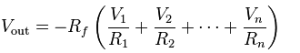 V_out = −R_f ( V_1/R_1 + V_2/R_2 + ··· + V_n/R_n )